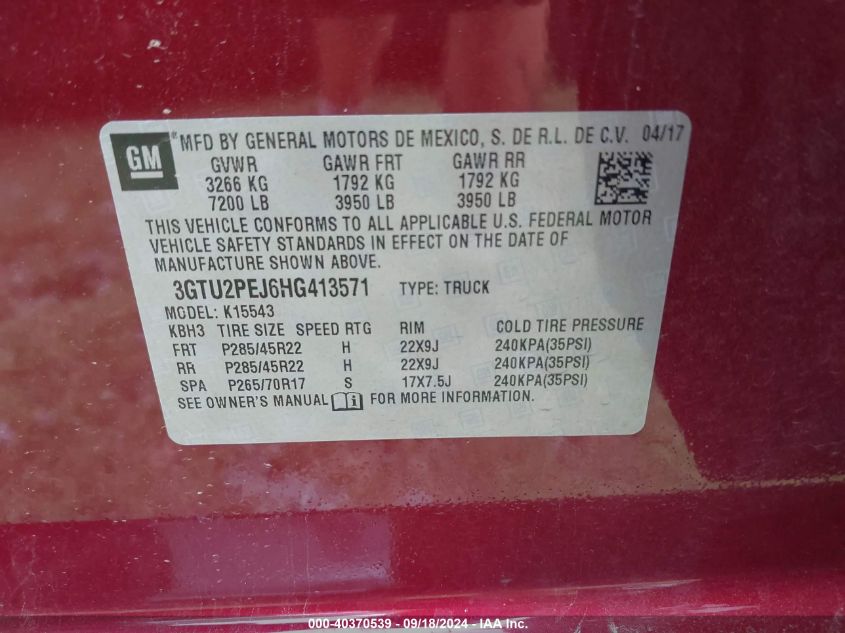 GM ® MFD BY GENERAL MOTORS DE MEXICO, S. DE R.L. DE C.V. 04/17
GVWR GAWR FRT GAWR RR
3266 KG 1792 KG 1792 KG
7200 LB 3950 LB 3950 LB
THIS VEHICLE CONFORMS TO ALL APPLICABLE U.S. FEDERAL MOTOR
VEHICLE SAFETY STANDARDS IN EFFECT ON THE DATE OF
MANUFACTURE SHOWN ABOVE.
3GTU2PEJ6HG413571 TYPE: TRUCK
MODEL: K15543
KBH3 TIRE SIZE SPEED RTG RIM COLD TIRE PRESSURE
FRT P285/45R22 H 22X9J 240KPA(35PSI)
RR P285/45R22 H 22X9J 240KPA(35PSI)
SPA P265/70R17 S 17X7.5J 240KPA(35PSI)
SEE OWNER'S MANUAL FOR MORE INFORMATION.
000-40370539 - 09/18/2024 - IAA Inc.